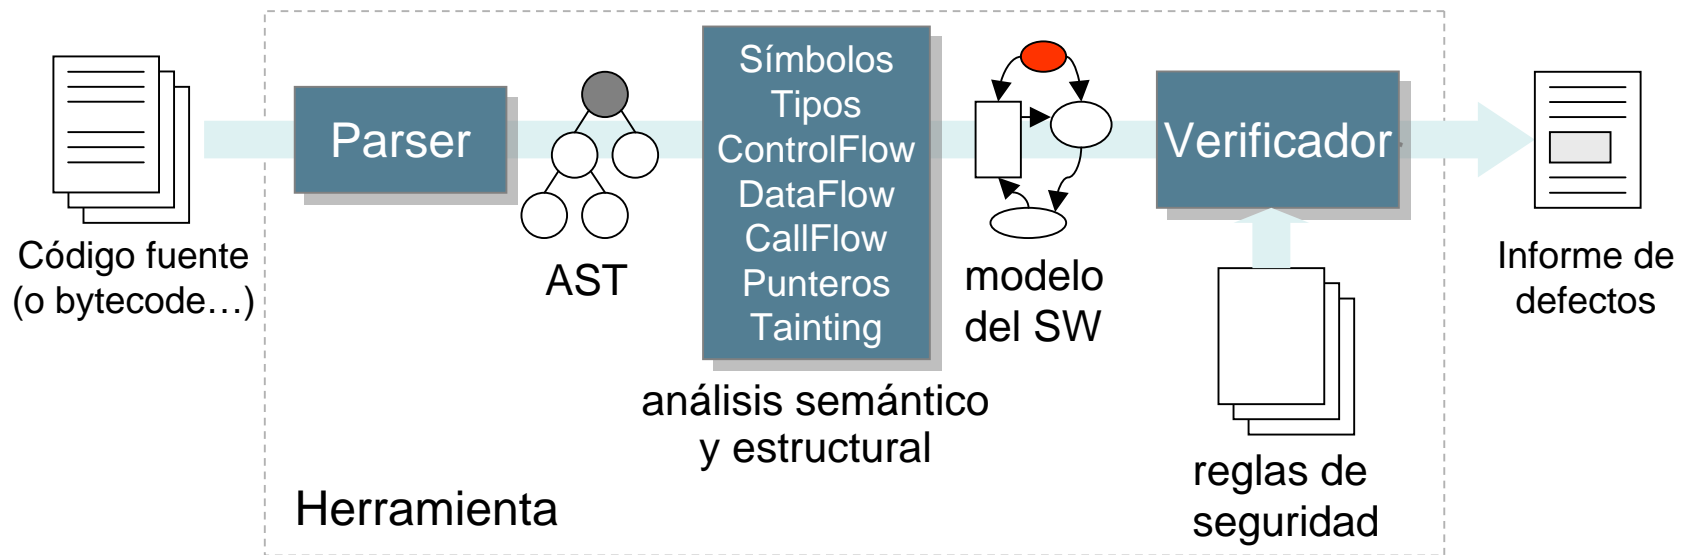 Código fuente
(o bytecode…)
Parser
AST
Símbolos
Tipos
ControlFlow
DataFlow
CallFlow
Punteros
Tainting
análisis semántico
y estructural
modelo
del SW
Verificador
reglas de
seguridad
Informe de
defectos
Herramienta